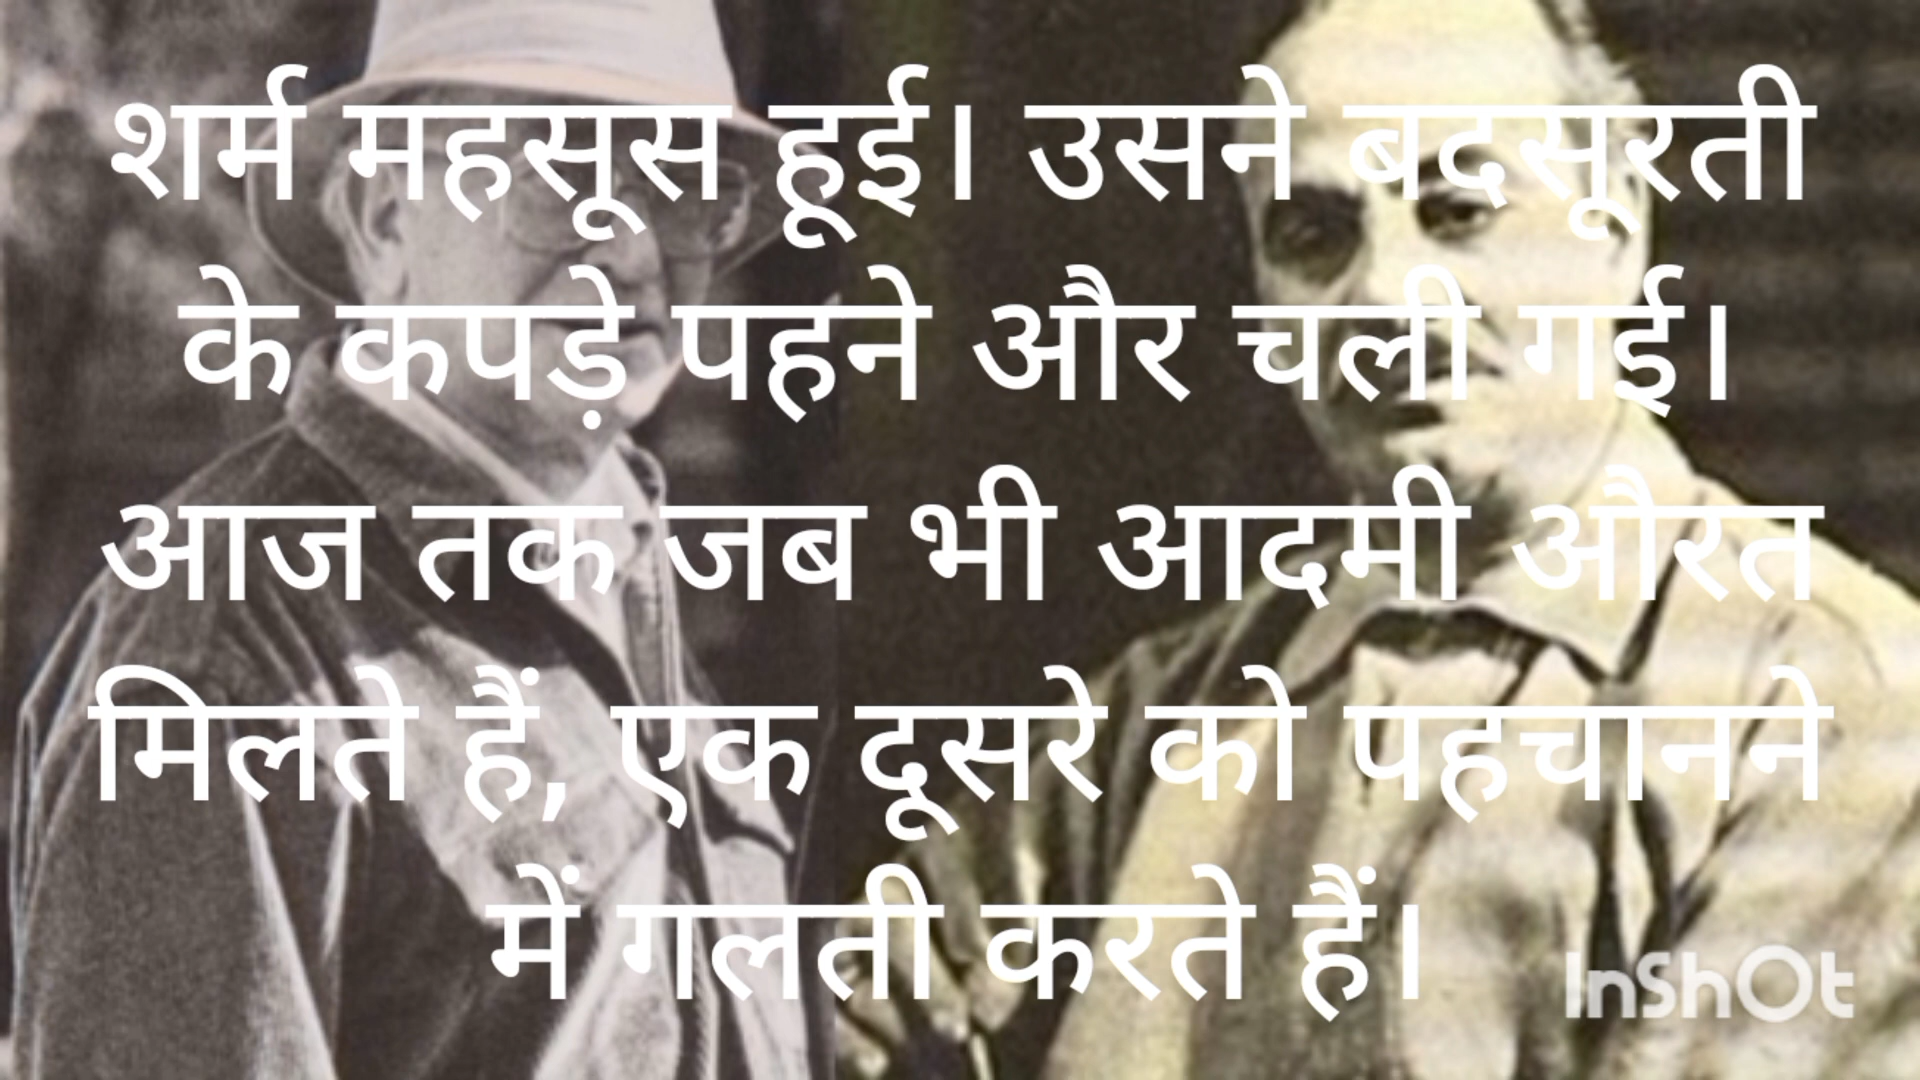 शर्म महसूस हूई। उसने बदसूरती
के कपड़े पहने और चली गई।
आज तक जब भी आदमी औरत
मिलते हैं, एक दूसरे को पहचानने
में गलती करते हैं।
InShOt